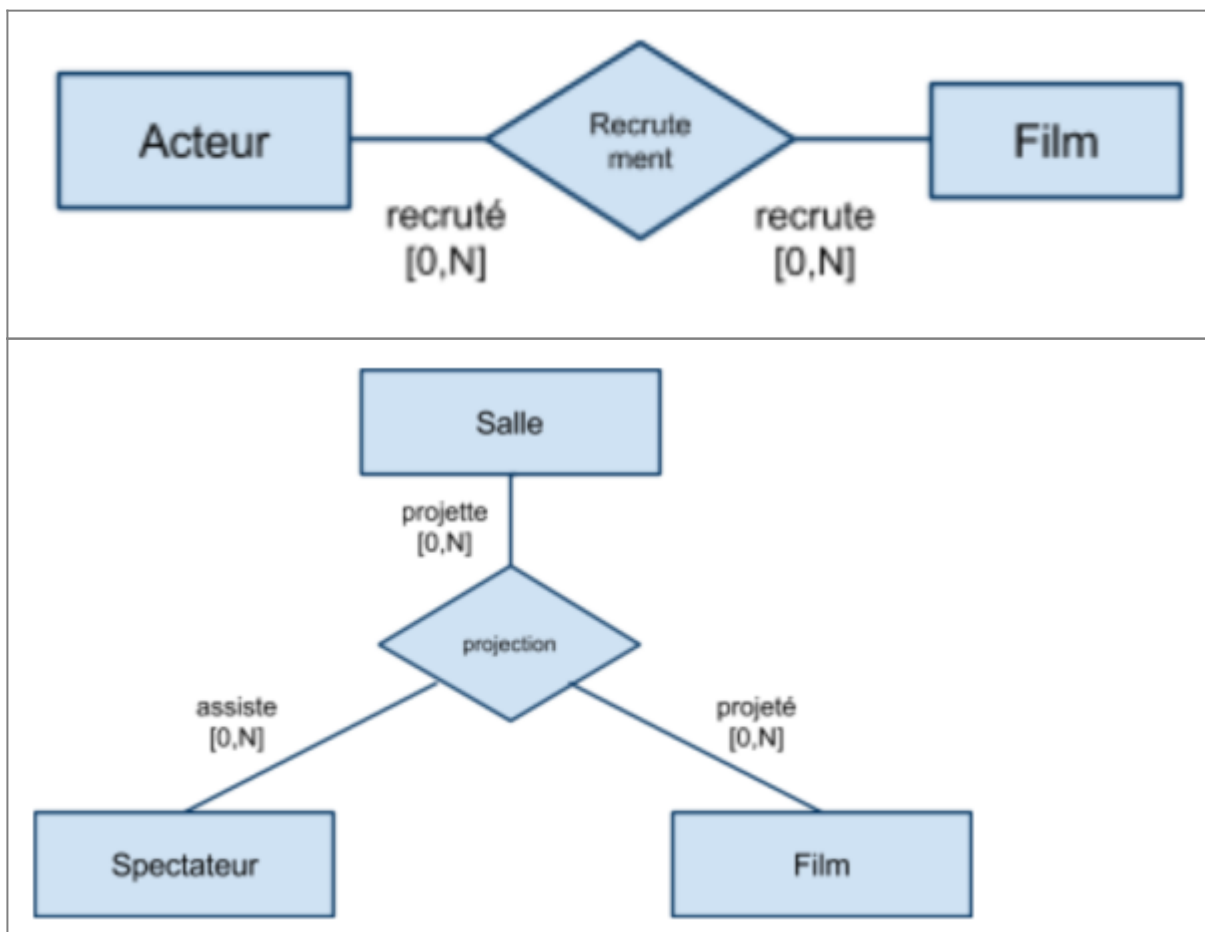 Acteur
Recrute
ment
Film
recruté
[0,N]
recrute
[0,N]
Salle
projette
[0,N]
projection
assiste
[0,N]
projeté
[0,N]
Spectateur
Film